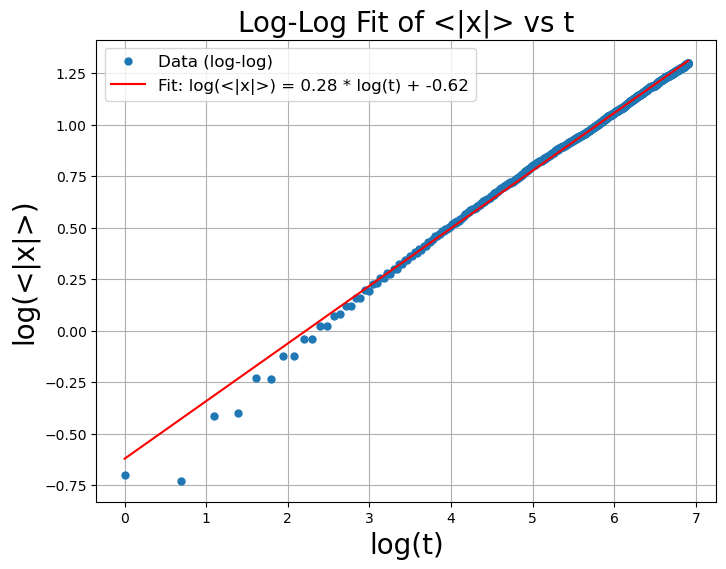 Log-Log Fit of <|x|> vs t
Data (log-log)
Fit: log(<|x|>) = 0.28 * log(t) + -0.62
log(<|x|>)
1.25
1.00
0.75
0.50
0.25
0.00
−0.25
−0.50
−0.75
0 1 2 3 4 5 6 7
log(t)